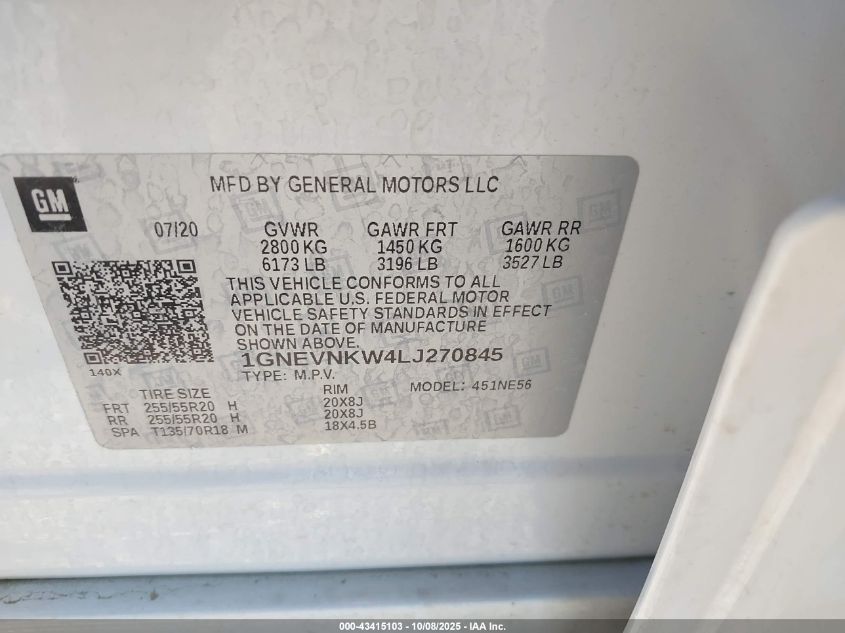 GM
MFD BY GENERAL MOTORS LLC
07/20 GVWR GAWR FRT GAWR RR
2800 KG 1450 KG 1600 KG
6173 LB 3196 LB 3527 LB
THIS VEHICLE CONFORMS TO ALL
APPLICABLE U.S. FEDERAL MOTOR
VEHICLE SAFETY STANDARDS IN EFFECT
ON THE DATE OF MANUFACTURE
SHOWN ABOVE.
140X
1GNEVNKW4LJ270845
TYPE: M.P.V. MODEL: 451NE56
TIRE SIZE RIM
FRT 255/55R20 H 20X8J
RR 255/55R20 H 20X8J
SPA T135/70R18 M 18X4.5B
000-43415103 - 10/08/2025 - IAA Inc.